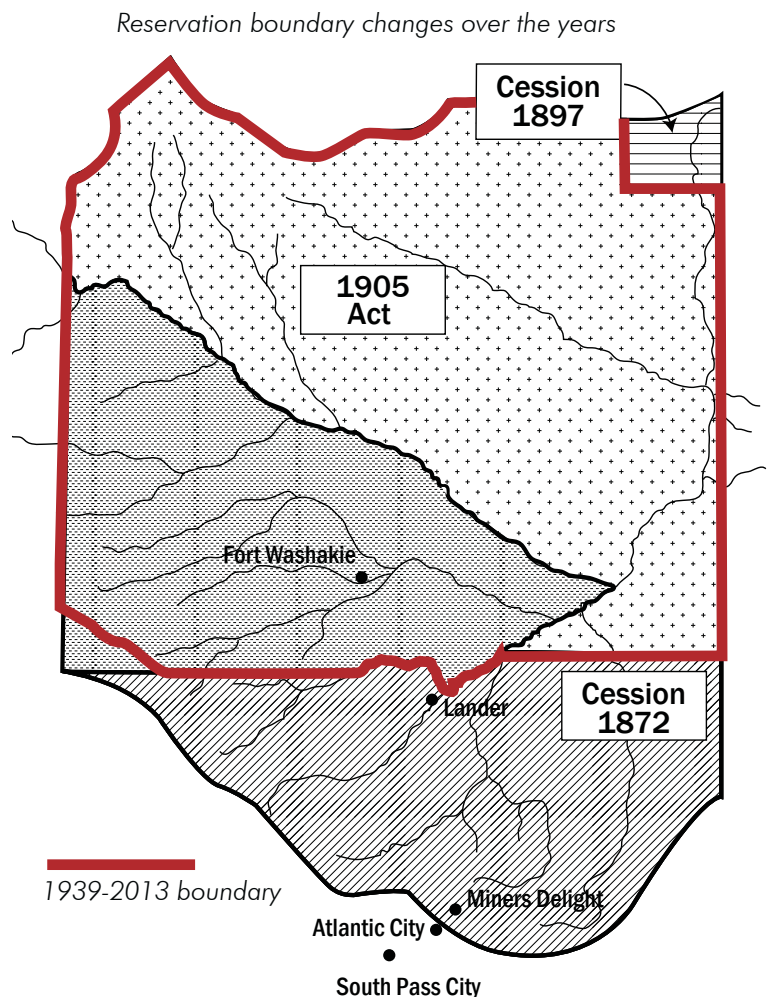 Reservation boundary changes over the years
Cession
1897
1905
Act
Fort Washakie
Lander
Cession
1872
1939-2013 boundary
Miners Delight
Atlantic City
South Pass City